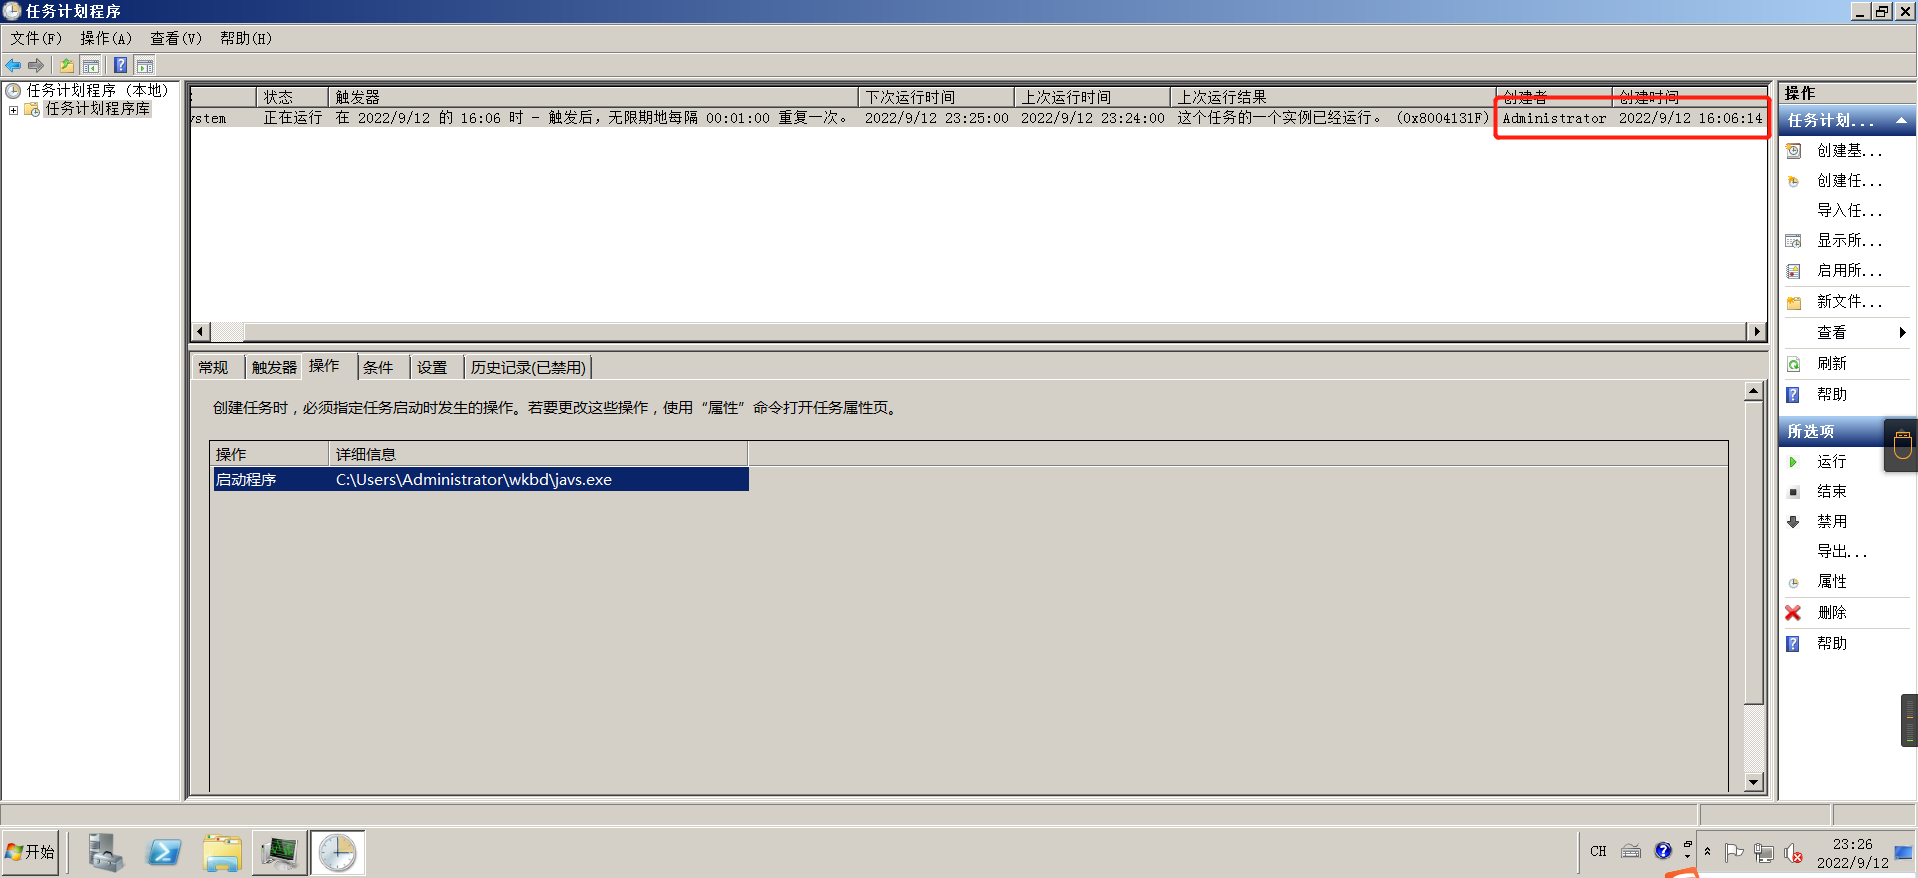 任务计划程序
文件(F) 操作(A) 查看(V) 帮助(H)
任务计划程序（本地）
任务计划程序库
状态 触发器 下次运行时间 上次运行时间 上次运行结果 创建者 创建时间
ystem 正在运行 在 2022/9/12 的 16:06 时 - 触发后，无限期地每隔 00:01:00 重复一次。 2022/9/12 23:25:00 2022/9/12 23:24:00 这个任务的一个实例已经运行。 (0x8004131F) Administrator 2022/9/12 16:06:14
常规 触发器 操作 条件 设置 历史记录(已禁用)
创建任务时，必须指定任务启动时发生的操作。若要更改这些操作，使用“属性”命令打开任务属性页。
操作 详细信息
启动程序 C:\Users\Administrator\wkbd\javs.exe
操作
任务计划...
创建基...
创建任...
导入任...
显示所...
启用所...
新文件...
查看
刷新
帮助
所选项
运行
结束
禁用
导出...
属性
删除
帮助
开始
CH
23:26
2022/9/12